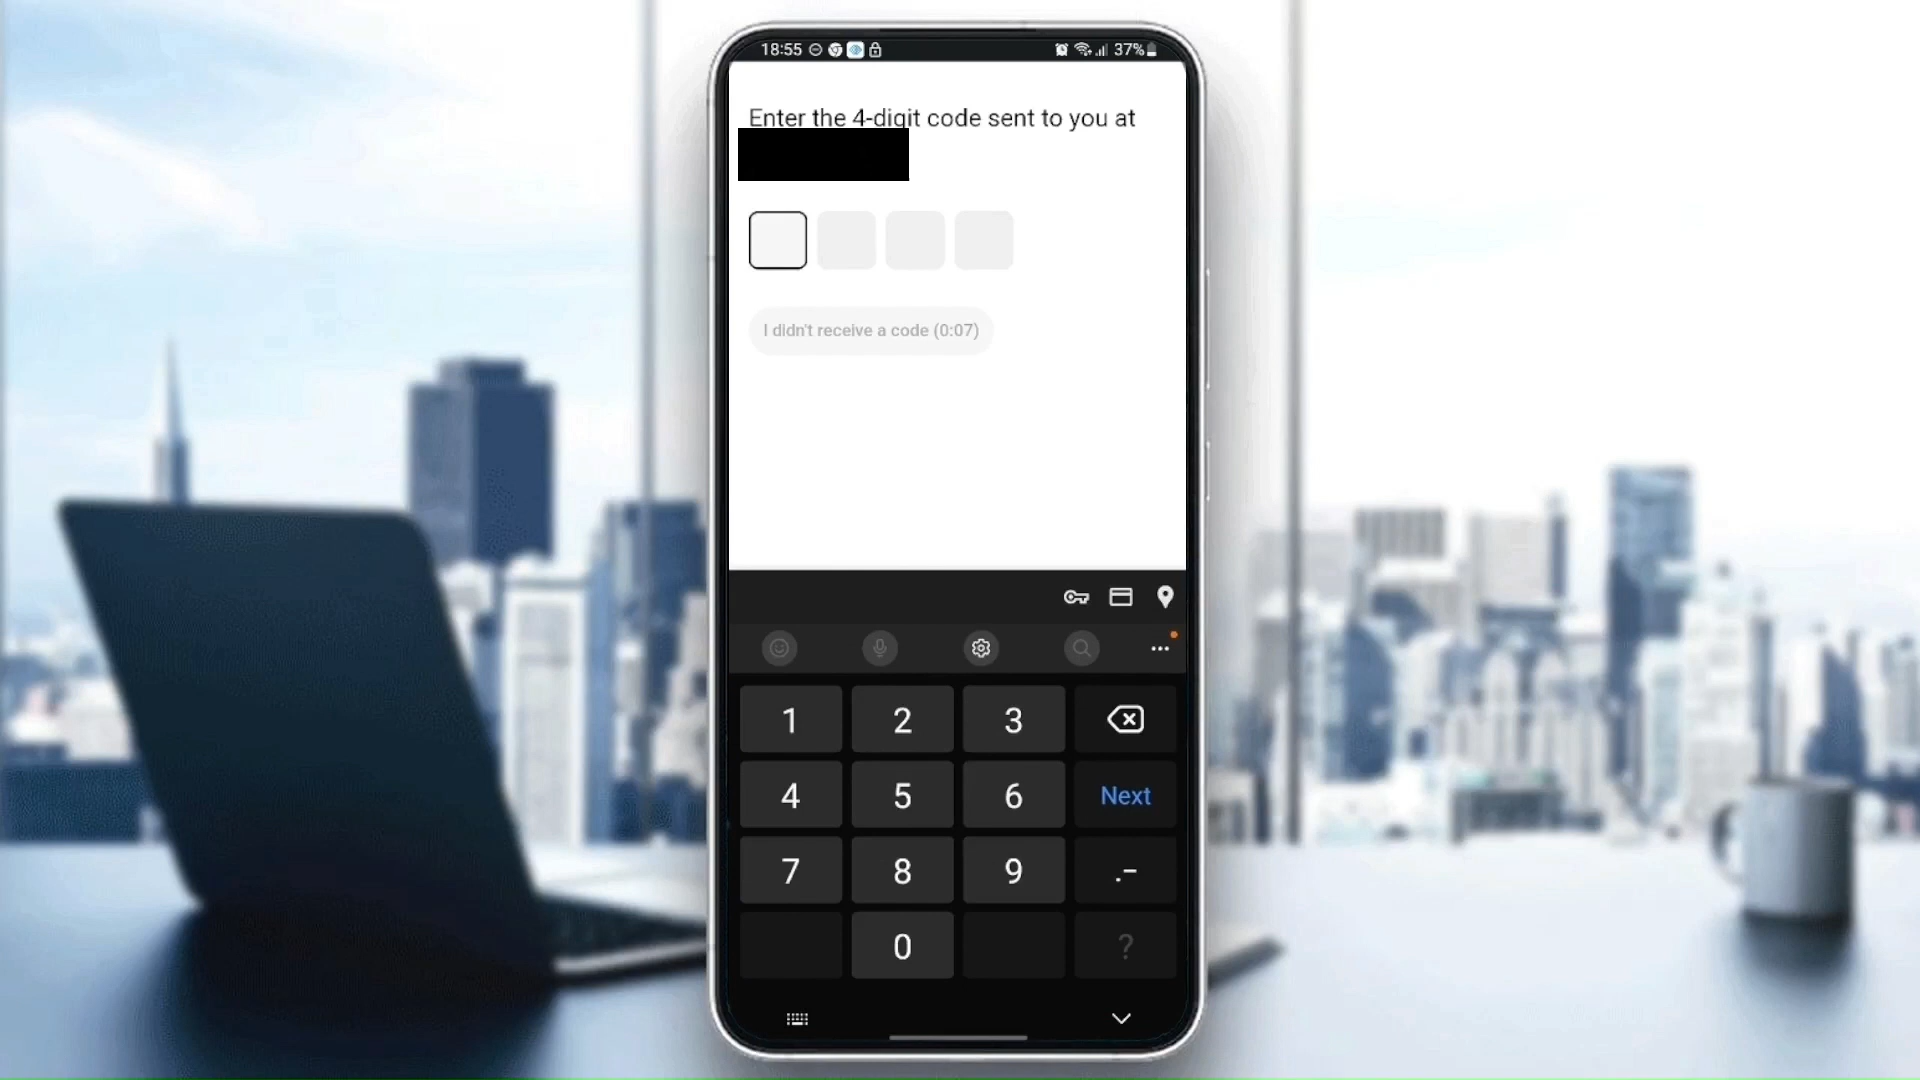 18:55 37%
Enter the 4-digit code sent to you at
I didn't receive a code (0:07)
1 2 3
4 5 6 Next
7 8 9 .-
0 ?